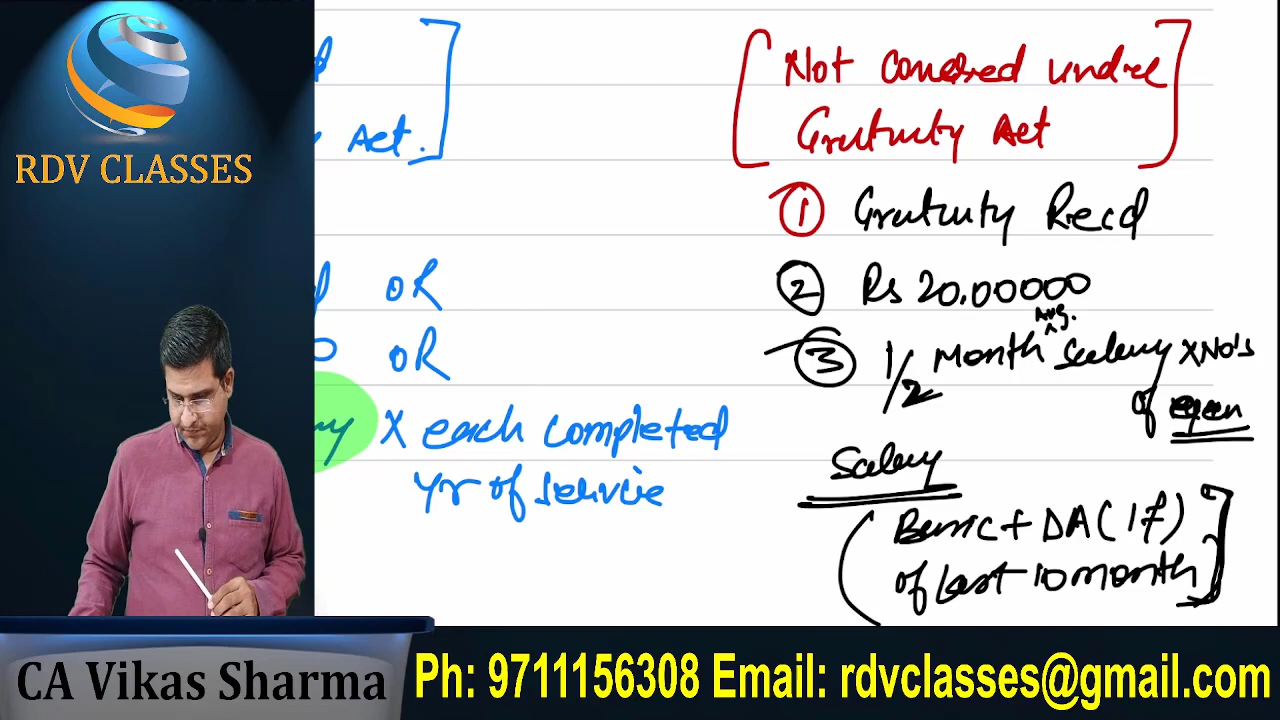 RDV CLASSES
Act.
OR
OR
X each completed
yr of service
Not covered under
Gratuity Act
1 Gratuity Recd
2 Rs 20,00000
Avg.
3 1/2 Month Salary X No's
of
Salary
(Basic + DA (If)
of last 10 month]
CA Vikas Sharma
Ph: 9711156308 Email: rdvclasses@gmail.com